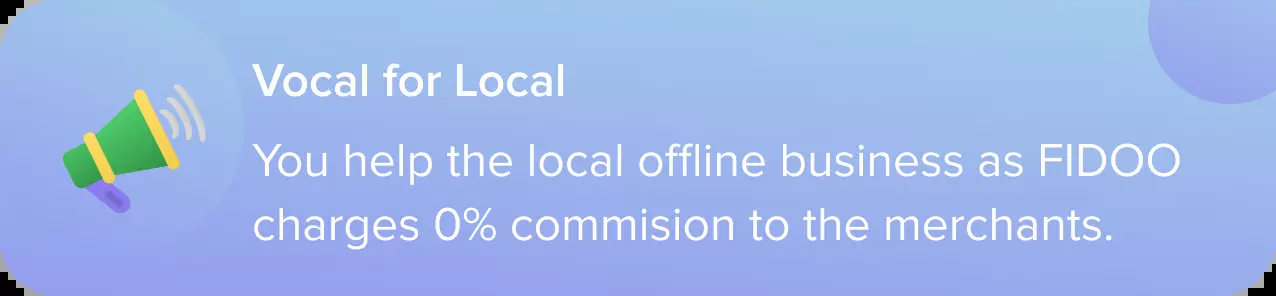 Vocal for Local
You help the local offline business as FIDOO
charges 0% commision to the merchants.